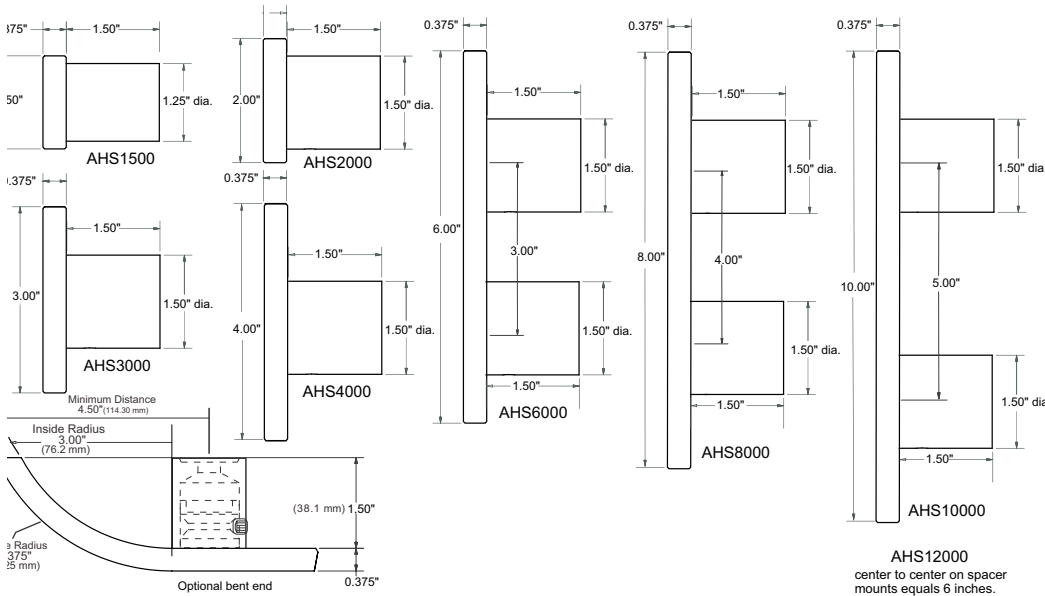 1.50"
1.25" dia.
AHS1500
1.50"
2.00"
1.50" dia.
AHS2000
0.375"
1.50"
1.50" dia.
6.00"
3.00"
1.50" dia.
1.50"
AHS6000
0.375"
1.50"
1.50" dia.
8.00"
4.00"
1.50" dia.
1.50"
AHS8000
0.375"
1.50" dia
10.00"
5.00"
1.50" dia
1.50"
AHS10000
0.375"
1.50"
3.00"
1.50" dia.
AHS3000
0.375"
1.50"
4.00"
1.50" dia.
AHS4000
Minimum Distance
4.50"(114.30 mm)
Inside Radius
3.00"
(76.2 mm)
(38.1 mm) 1.50"
Radius
0.375"
Optional bent end
AHS12000
center to center on spacer
mounts equals 6 inches.